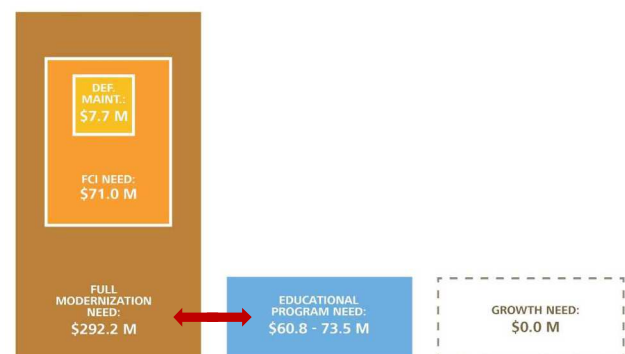 DEF.
MAINT.:
$7.7 M
FCI NEED:
$71.0 M
FULL
MODERNIZATION
NEED:
$292.2 M
EDUCATIONAL
PROGRAM NEED:
$60.8 - 73.5 M
GROWTH NEED:
$0.0 M